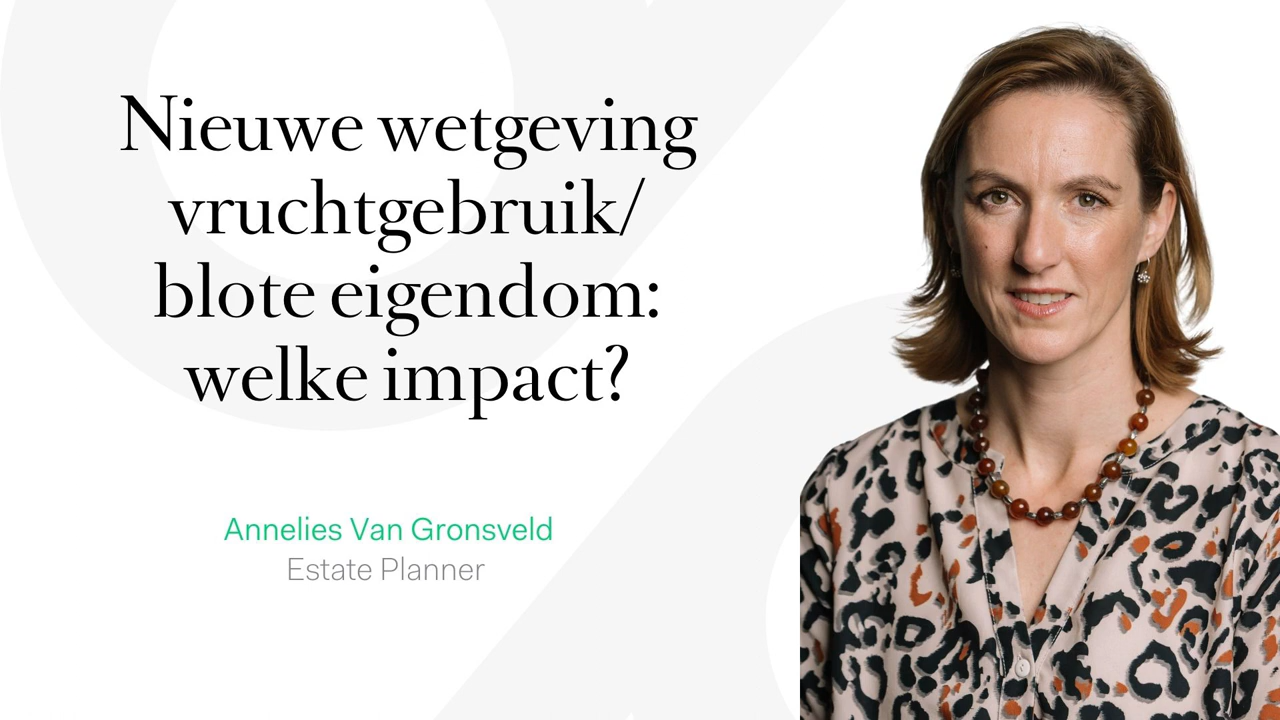 Nieuwe wetgeving
vruchtgebruik/
blote eigendom:
welke impact?
Annelies Van Gronsveld
Estate Planner